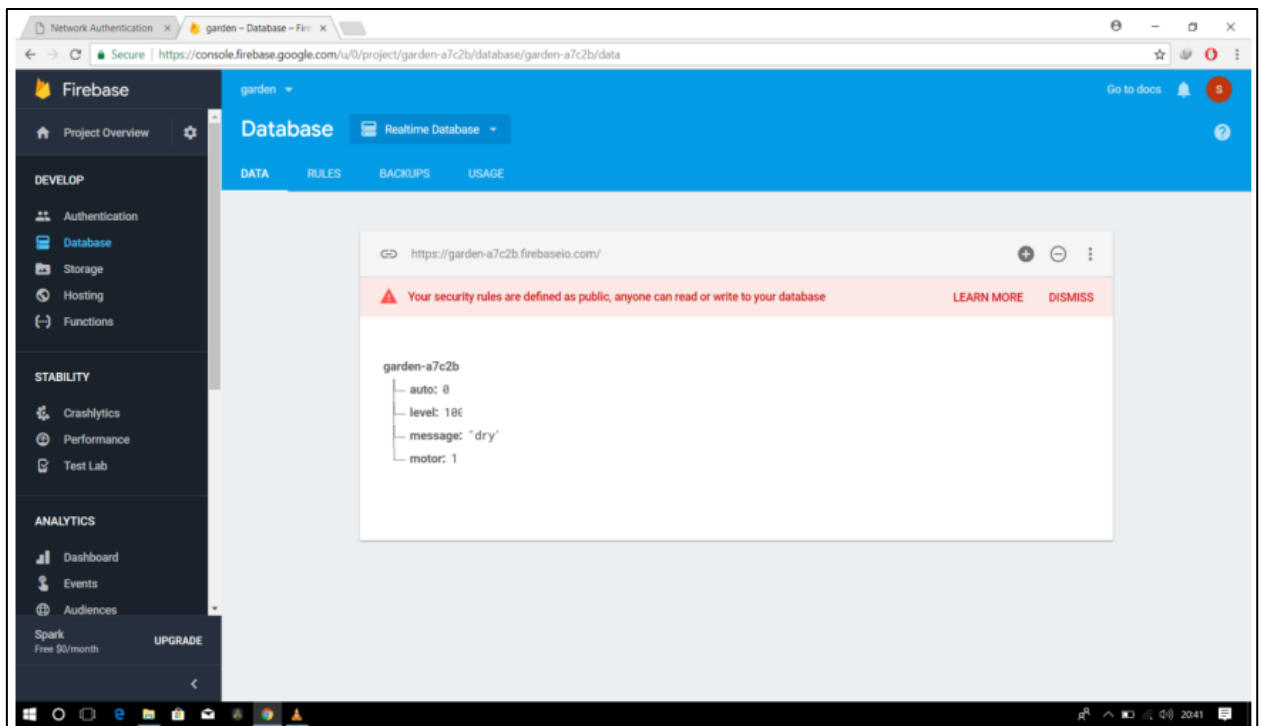 Network Authentication
garden – Database – Fire
Secure | https://console.firebase.google.com/u/0/project/garden-a7c2b/database/garden-a7c2b/data
Firebase
garden
Go to docs
S
Project Overview
Database
Realtime Database
DATA RULES BACKUPS USAGE
DEVELOP
Authentication
Database
Storage
Hosting
Functions
https://garden-a7c2b.firebaseio.com/
Your security rules are defined as public, anyone can read or write to your database
LEARN MORE DISMISS
garden-a7c2b
auto: 0
level: 100
message: "dry"
motor: 1
STABILITY
Crashlytics
Performance
Test Lab
ANALYTICS
Dashboard
Events
Audiences
Spark
Free $0/month
UPGRADE
20:41